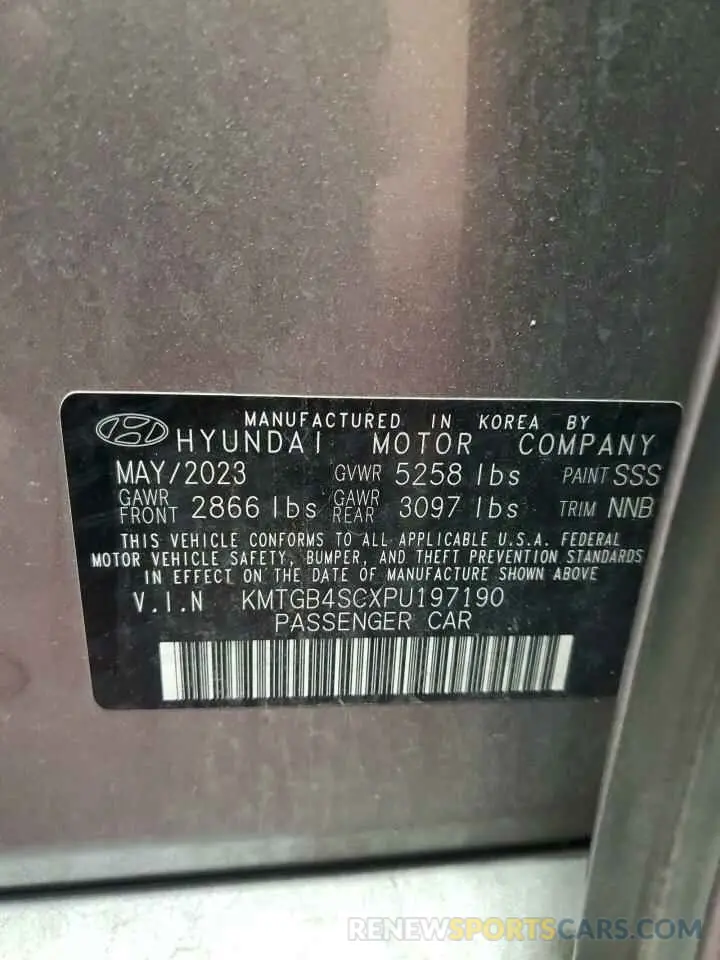 MANUFACTURED IN KOREA BY
HYUNDAI MOTOR COMPANY
MAY/2023 GVWR 5258 lbs PAINT SSS
GAWR FRONT 2866 lbs GAWR REAR 3097 lbs TRIM NNB
THIS VEHICLE CONFORMS TO ALL APPLICABLE U.S.A. FEDERAL
MOTOR VEHICLE SAFETY, BUMPER, AND THEFT PREVENTION STANDARDS
IN EFFECT ON THE DATE OF MANUFACTURE SHOWN ABOVE
V.I.N KMTGB4SCXPU197190
PASSENGER CAR
RENEWSPORTSCARS.COM